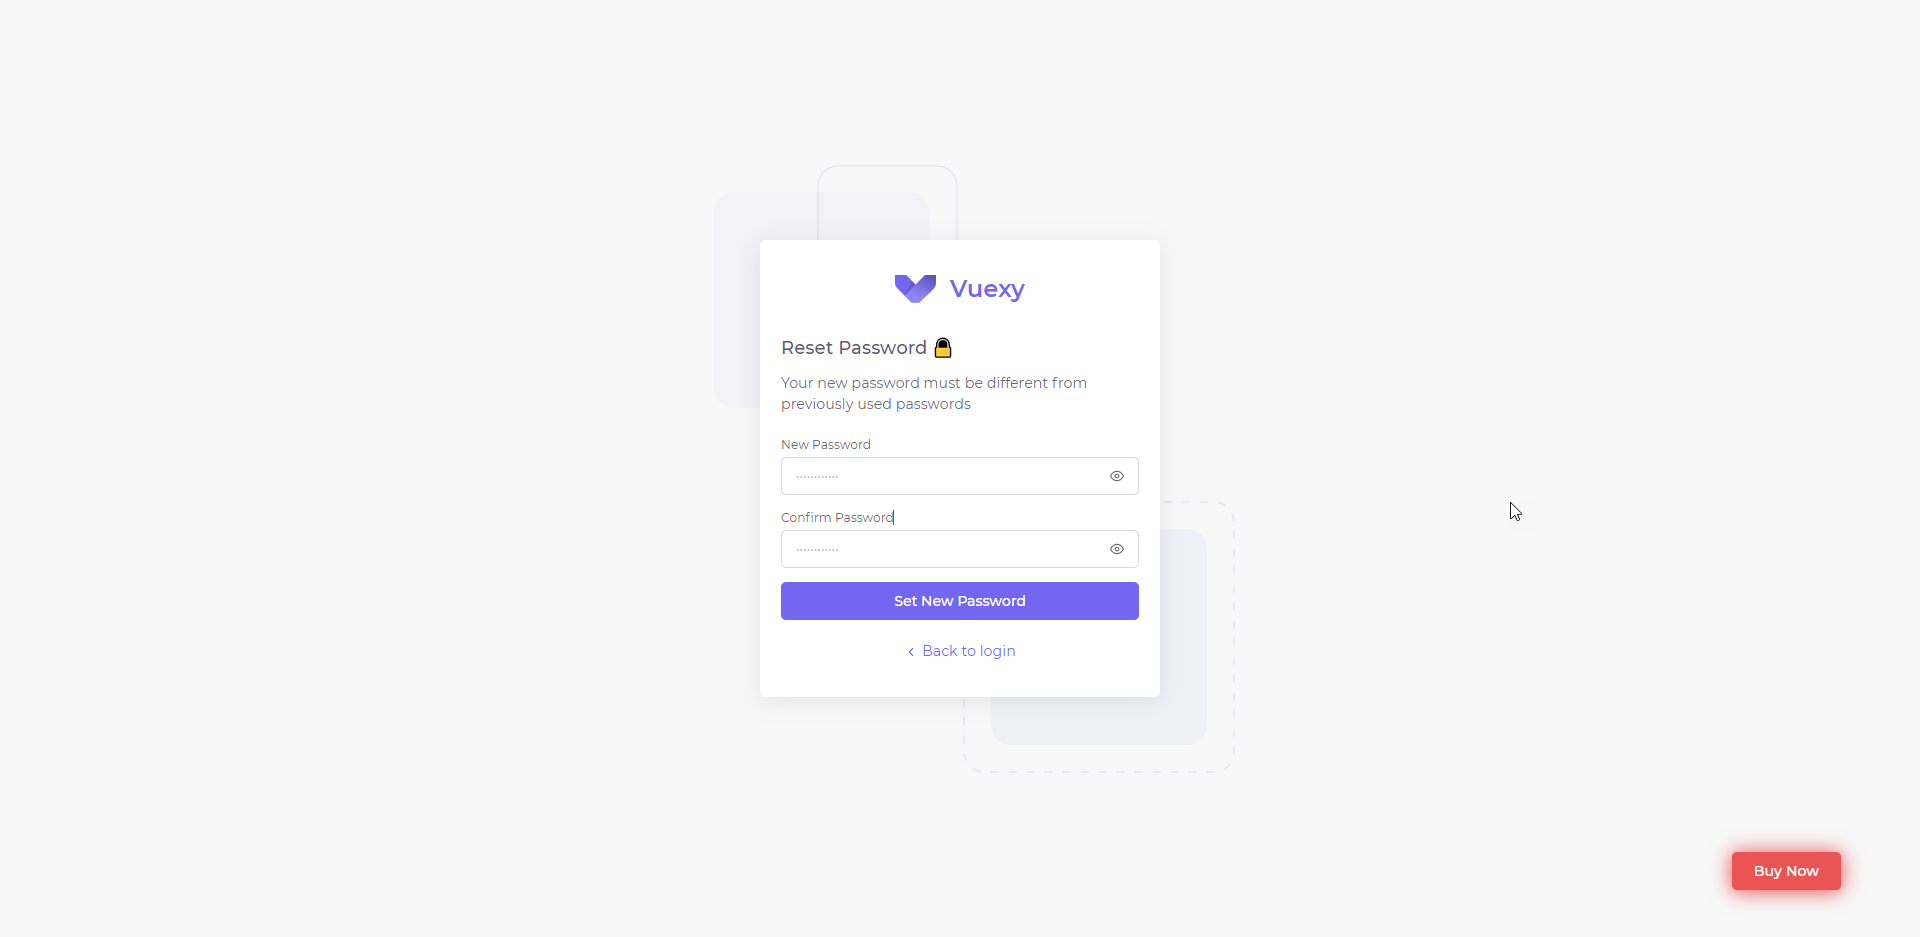 Vuexy
Reset Password 🔒
Your new password must be different from
previously used passwords
New Password
············
Confirm Password
············
Set New Password
Back to login
Buy Now